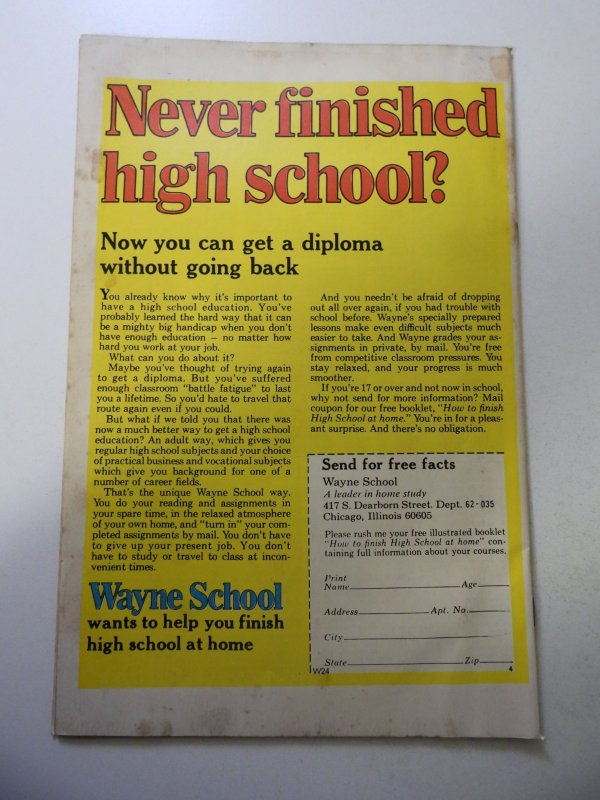 Never finished
high school?
Now you can get a diploma
without going back
You already know why it's important to
have a high school education. You've
probably learned the hard way that it can
be a mighty big handicap when you don't
have enough education — no matter how
hard you work at your job.
What can you do about it?
Maybe you've thought of trying again
to get a diploma. But you've suffered
enough classroom "battle fatigue" to last
you a lifetime. So you'd hate to travel that
route again even if you could.
But what if we told you that there was
now a much better way to get a high school
education? An adult way, which gives you
regular high school subjects and your choice
of practical business and vocational subjects
which give you background for one of a
number of career fields.
That's the unique Wayne School way.
You do your reading and assignments in
your spare time, in the relaxed atmosphere
of your own home, and "turn in" your com-
pleted assignments by mail. You don't have
to give up your present job. You don't
have to study or travel to class at incon-
venient times.
Wayne School
wants to help you finish
high school at home
And you needn't be afraid of dropping
out all over again, if you had trouble with
school before. Wayne's specially prepared
lessons make even difficult subjects much
easier to take. And Wayne grades your as-
signments in private, by mail. You're free
from competitive classroom pressures. You
stay relaxed, and your progress is much
smoother.
If you're 17 or over and not now in school,
why not send for more information? Mail
coupon for our free booklet, "How to finish
High School at home." You're in for a pleas-
ant surprise. And there's no obligation.
Send for free facts
Wayne School
A leader in home study
417 S. Dearborn Street. Dept. 62-035
Chicago, Illinois 60605
Please rush me your free illustrated booklet
"How to finish High School at home" con-
taining full information about your courses.
Print
Name Age
Address Apt. No.
City
State Zip
W24 4